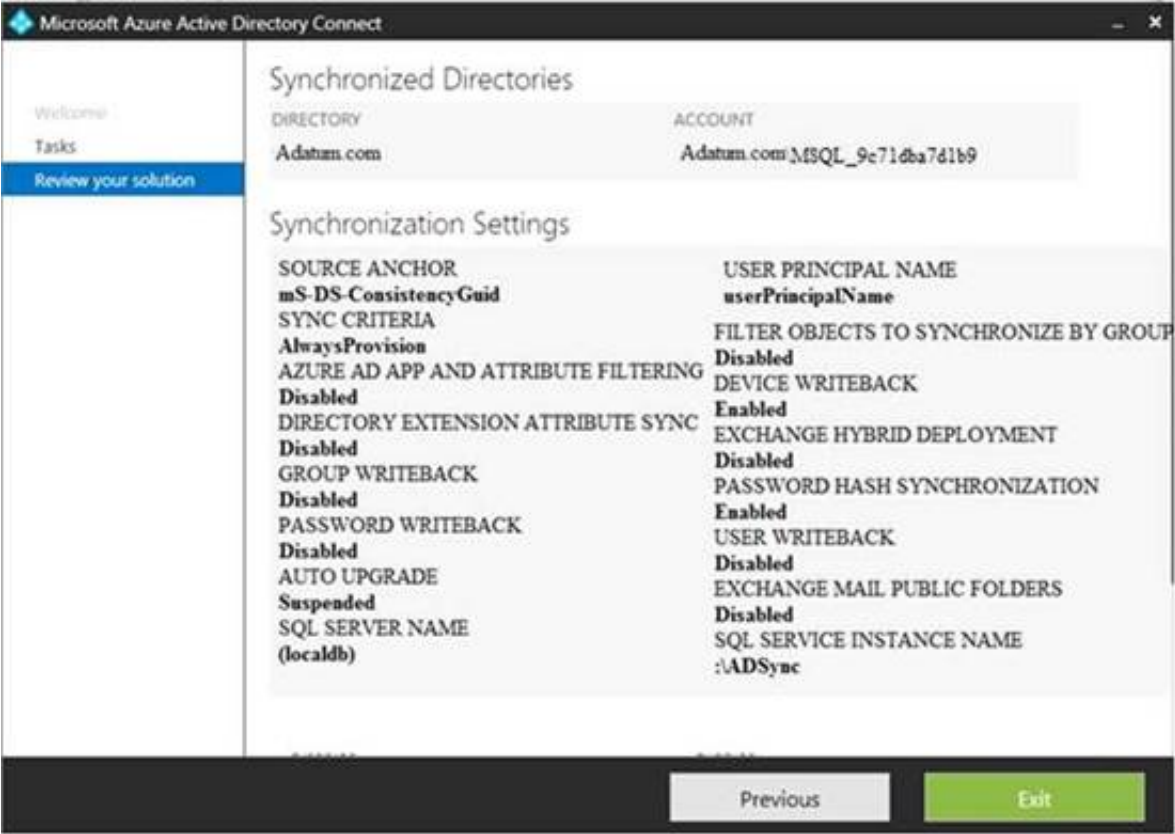 Microsoft Azure Active Directory Connect
Welcome
Tasks
Review your solution
Synchronized Directories
DIRECTORY ACCOUNT
Adatum.com Adatum.com\MSQL_9c71dba7d1b9
Synchronization Settings
SOURCE ANCHOR
mS-DS-ConsistencyGuid
SYNC CRITERIA
AlwaysProvision
AZURE AD APP AND ATTRIBUTE FILTERING
Disabled
DIRECTORY EXTENSION ATTRIBUTE SYNC
Disabled
GROUP WRITEBACK
Disabled
PASSWORD WRITEBACK
Disabled
AUTO UPGRADE
Suspended
SQL SERVER NAME
(localdb)
USER PRINCIPAL NAME
userPrincipalName
FILTER OBJECTS TO SYNCHRONIZE BY GROUP
Disabled
DEVICE WRITEBACK
Enabled
EXCHANGE HYBRID DEPLOYMENT
Disabled
PASSWORD HASH SYNCHRONIZATION
Enabled
USER WRITEBACK
Disabled
EXCHANGE MAIL PUBLIC FOLDERS
Disabled
SQL SERVICE INSTANCE NAME
:\ADSync
Previous
Exit